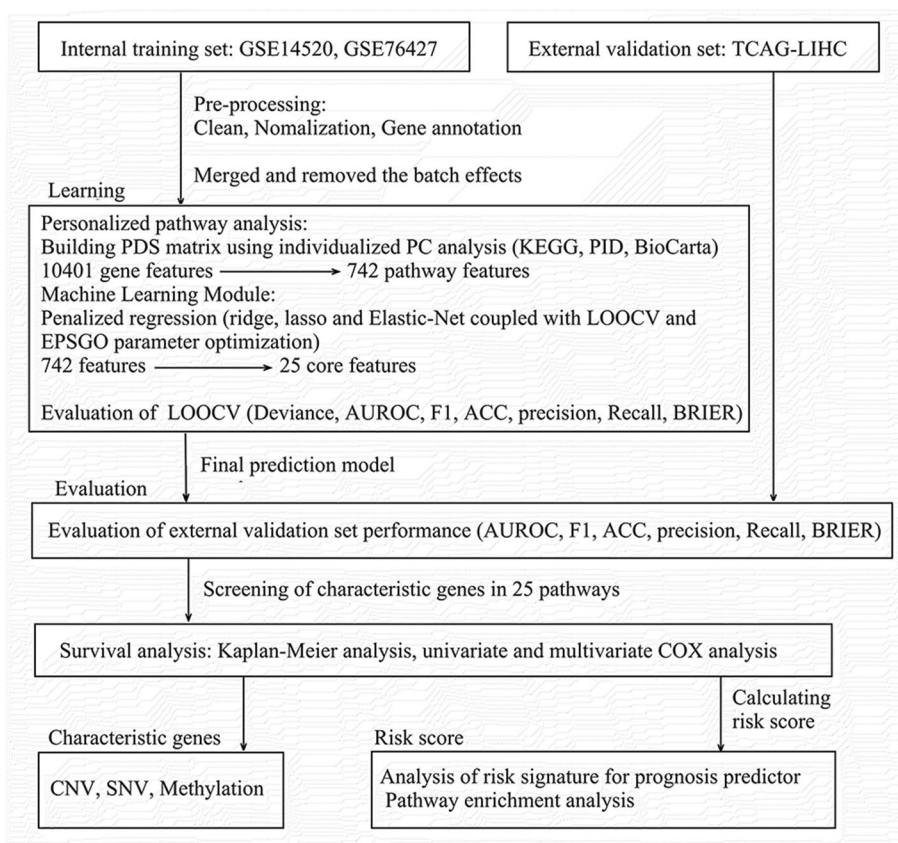 Internal training set: GSE14520, GSE76427
External validation set: TCAG-LIHC
Pre-processing:
Clean, Nomalization, Gene annotation
Merged and removed the batch effects
Learning
Personalized pathway analysis:
Building PDS matrix using individualized PC analysis (KEGG, PID, BioCarta)
10401 gene features 742 pathway features
Machine Learning Module:
Penalized regression (ridge, lasso and Elastic-Net coupled with LOOCV and
EPSGO parameter optimization)
742 features 25 core features
Evaluation of LOOCV (Deviance, AUROC, F1, ACC, precision, Recall, BRIER)
Final prediction model
Evaluation
Evaluation of external validation set performance (AUROC, F1, ACC, precision, Recall, BRIER)
Screening of characteristic genes in 25 pathways
Survival analysis: Kaplan-Meier analysis, univariate and multivariate COX analysis
Calculating
risk score
Characteristic genes
Risk score
CNV, SNV, Methylation
Analysis of risk signature for prognosis predictor
Pathway enrichment analysis